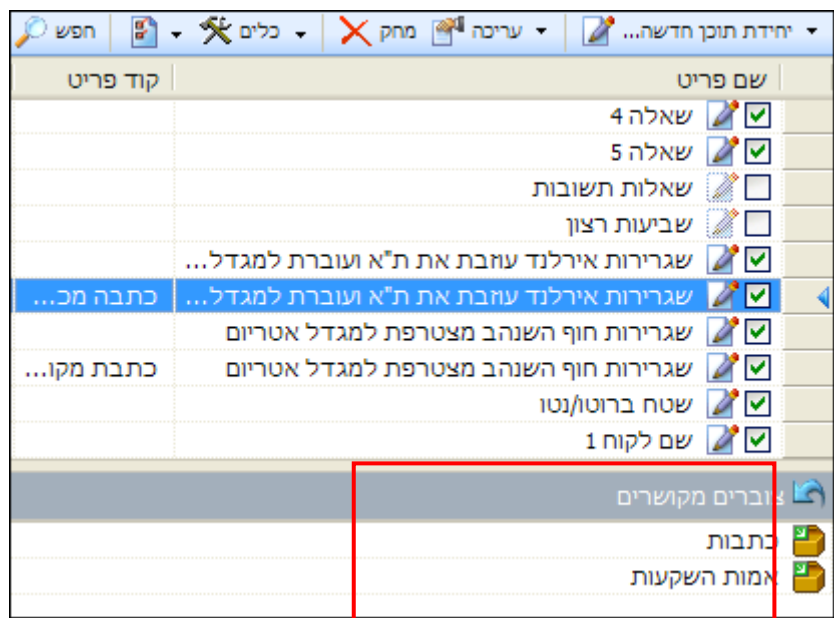 יחידת תוכן חדשה... עריכה מחק כלים חפש
שם פריט קוד פריט
שאלה 4
שאלה 5
שאלות תשובות
שביעות רצון
שגרירות אירלנד עוזבת את ת"א ועוברת למגדל...
שגרירות אירלנד עוזבת את ת"א ועוברת למגדל... כתבה מכ...
שגרירות חוף השנהב מצטרפת למגדל אטריום
שגרירות חוף השנהב מצטרפת למגדל אטריום כתבת מקו...
שטח ברוטו/נטו
שם לקוח 1
צוברים מקושרים
כתבות
אמות השקעות